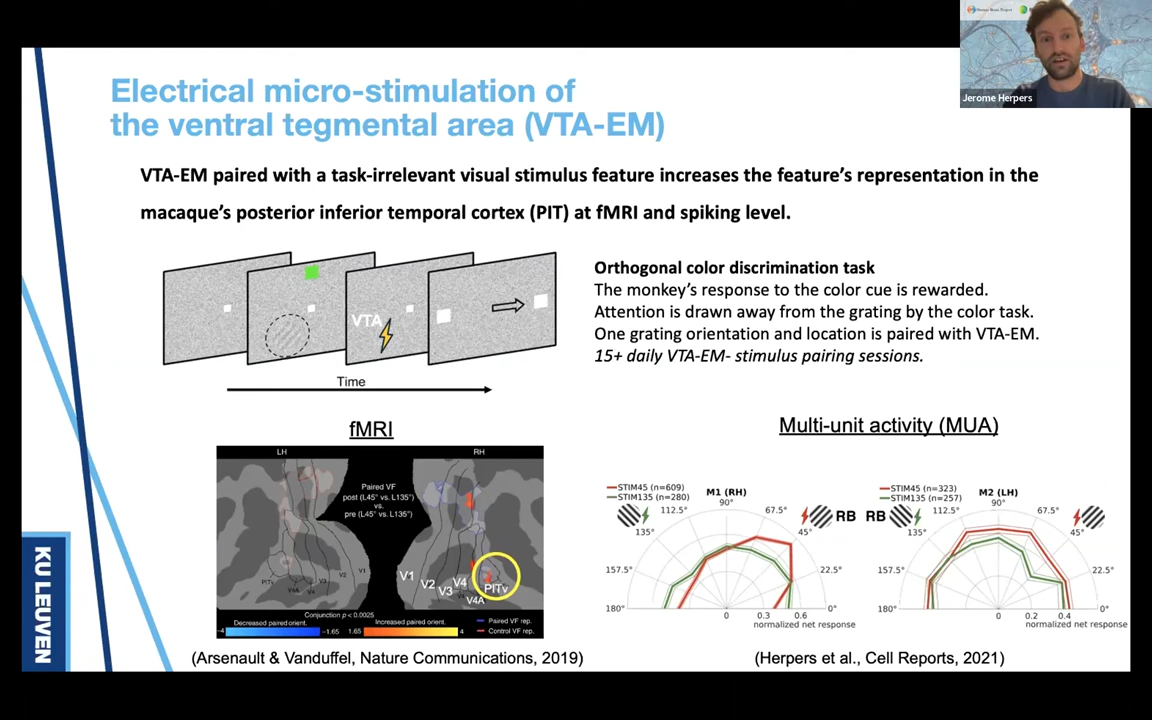 Human Brain Project
Jerome Herpers
Electrical micro-stimulation of
the ventral tegmental area (VTA-EM)
VTA-EM paired with a task-irrelevant visual stimulus feature increases the feature's representation in the
macaque's posterior inferior temporal cortex (PIT) at fMRI and spiking level.
VTA
Time
Orthogonal color discrimination task
The monkey's response to the color cue is rewarded.
Attention is drawn away from the grating by the color task.
One grating orientation and location is paired with VTA-EM.
15+ daily VTA-EM- stimulus pairing sessions.
fMRI
LH
RH
Paired VF
post (L45° vs. L135°)
vs.
pre (L45° vs. L135°)
PITv
V4A
V4
V3
V2
V1
V1
V2
V3
V4
V4A
PITv
Conjunction p < 0.0025
Decreased paired orient.
Increased paired orient.
-4
-1.65
1.65
4
Paired VF rep.
Control VF rep.
(Arsenault & Vanduffel, Nature Communications, 2019)
Multi-unit activity (MUA)
STIM45 (n=609)
STIM135 (n=280)
M1 (RH)
90°
112.5°
67.5°
135°
45°
RB
157.5°
22.5°
180°
0°
0
0.3
0.6
normalized net response
STIM45 (n=323)
STIM135 (n=257)
M2 (LH)
90°
112.5°
67.5°
RB
135°
45°
157.5°
22.5°
180°
0°
0
0.2
0.4
normalized net response
(Herpers et al., Cell Reports, 2021)
KU LEUVEN